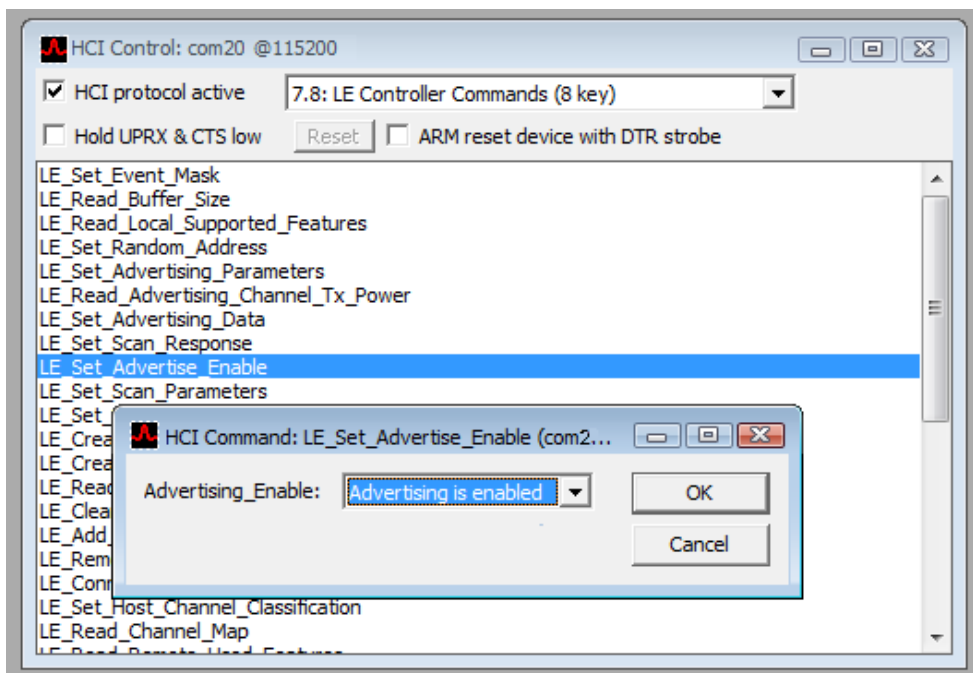 HCI Control: com20 @115200
HCI protocol active
7.8: LE Controller Commands (8 key)
Hold UPRX & CTS low
Reset
ARM reset device with DTR strobe
LE_Set_Event_Mask
LE_Read_Buffer_Size
LE_Read_Local_Supported_Features
LE_Set_Random_Address
LE_Set_Advertising_Parameters
LE_Read_Advertising_Channel_Tx_Power
LE_Set_Advertising_Data
LE_Set_Scan_Response
LE_Set_Advertise_Enable
LE_Set_Scan_Parameters
LE_Set_
LE_Crea
LE_Crea
LE_Read
LE_Clea
LE_Add_
LE_Rem
LE_Conn
HCI Command: LE_Set_Advertise_Enable (com2...
Advertising_Enable:
Advertising is enabled
OK
Cancel
LE_Set_Host_Channel_Classification
LE_Read_Channel_Map